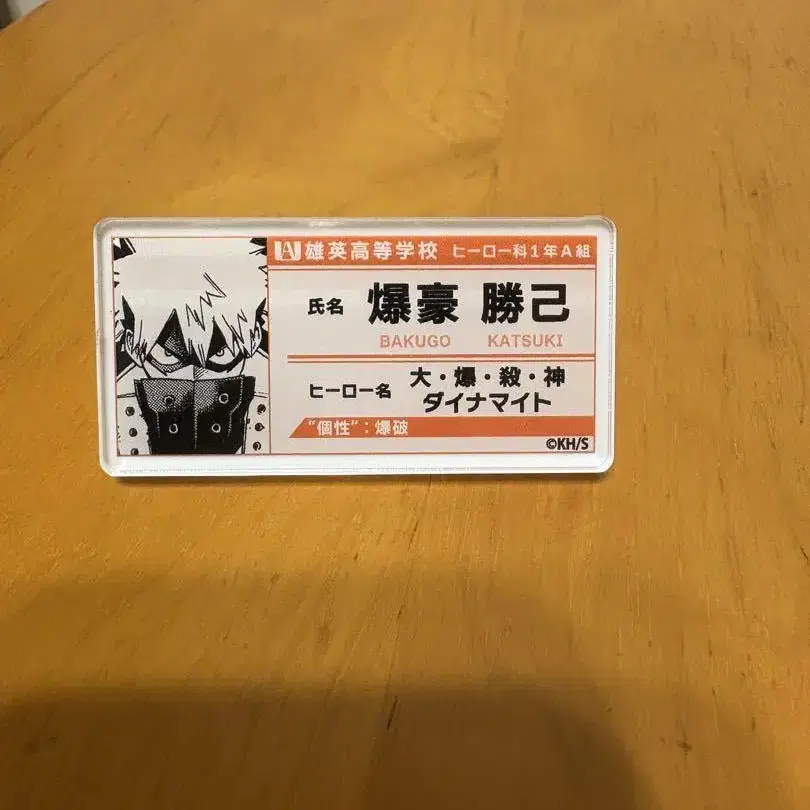 UA 雄英高等学校 ヒーロー科1年A組
氏名 爆豪 勝己
BAKUGO KATSUKI
ヒーロー名 大・爆・殺・神
ダイナマイト
"個性"：爆破
©KH/S